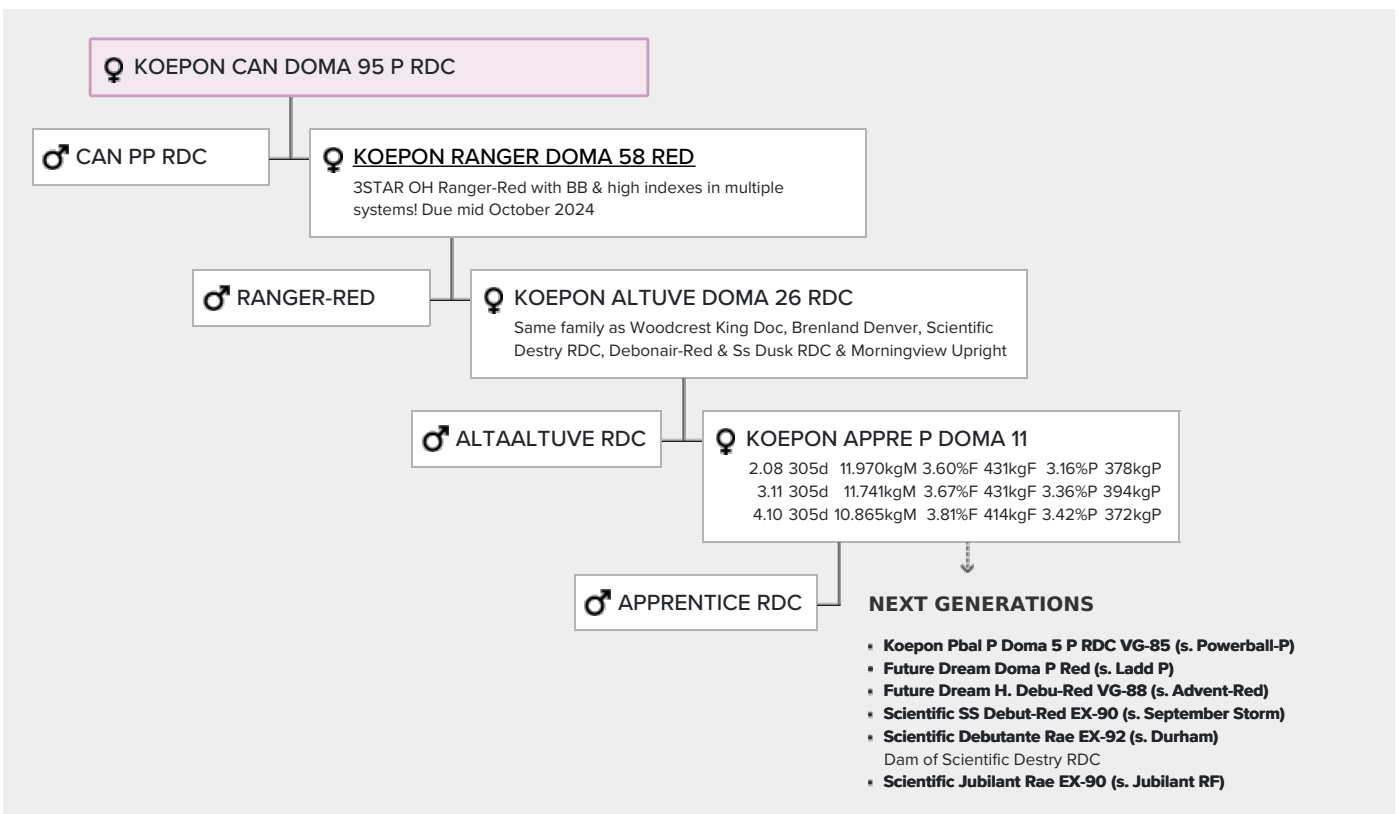 KOEPON CAN DOMA 95 P RDC
CAN PP RDC
KOEPON RANGER DOMA 58 RED
3STAR OH Ranger-Red with BB & high indexes in multiple
systems! Due mid October 2024
RANGER-RED
KOEPON ALTUVE DOMA 26 RDC
Same family as Woodcrest King Doc, Brenland Denver, Scientific
Destry RDC, Debonair-Red & Ss Dusk RDC & Morningview Upright
ALTAALTUVE RDC
KOEPON APPRE P DOMA 11
2.08 305d 11.970kgM 3.60%F 431kgF 3.16%P 378kgP
3.11 305d 11.741kgM 3.67%F 431kgF 3.36%P 394kgP
4.10 305d 10.865kgM 3.81%F 414kgF 3.42%P 372kgP
APPRENTICE RDC
NEXT GENERATIONS
Koepon Pbal P Doma 5 P RDC VG-85 (s. Powerball-P)
Future Dream Doma P Red (s. Ladd P)
Future Dream H. Debu-Red VG-88 (s. Advent-Red)
Scientific SS Debut-Red EX-90 (s. September Storm)
Scientific Debutante Rae EX-92 (s. Durham)
Dam of Scientific Destry RDC
Scientific Jubilant Rae EX-90 (s. Jubilant RF)